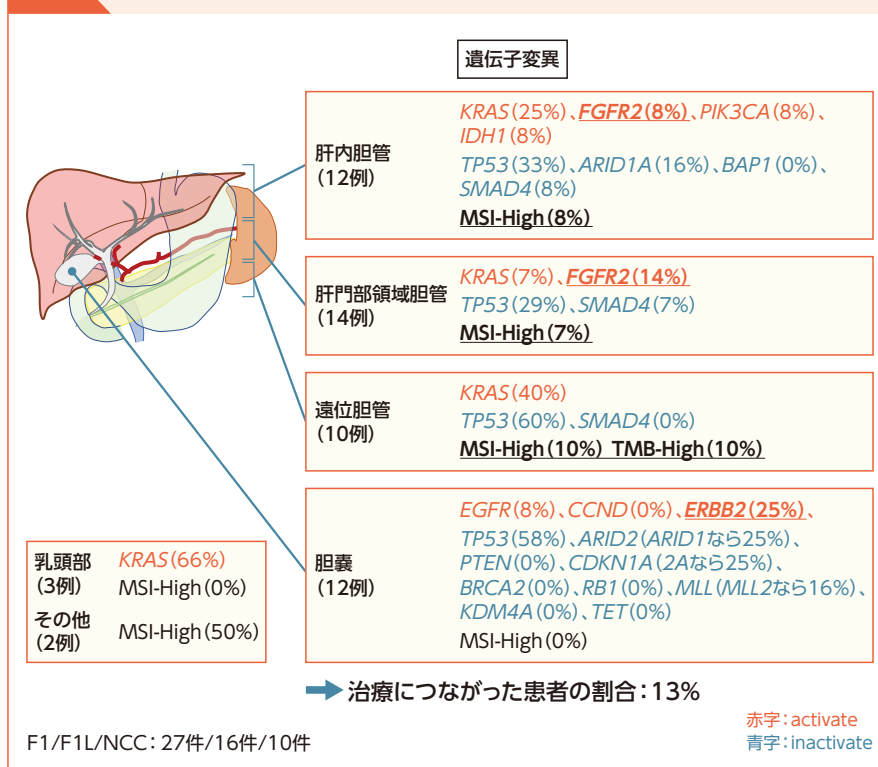 遺伝子変異
肝内胆管
(12例)
KRAS(25%)、FGFR2(8%)、PIK3CA(8%)、
IDH1(8%)
TP53(33%)、ARID1A(16%)、BAP1(0%)、
SMAD4(8%)
MSI-High(8%)
肝門部領域胆管
(14例)
KRAS(7%)、FGFR2(14%)
TP53(29%)、SMAD4(7%)
MSI-High(7%)
遠位胆管
(10例)
KRAS(40%)
TP53(60%)、SMAD4(0%)
MSI-High(10%) TMB-High(10%)
胆嚢
(12例)
EGFR(8%)、CCND(0%)、ERBB2(25%)、
TP53(58%)、ARID2(ARID1なら25%)、
PTEN(0%)、CDKN1A(2Aなら25%)、
BRCA2(0%)、RB1(0%)、MLL(MLL2なら16%)、
KDM4A(0%)、TET(0%)
MSI-High(0%)
乳頭部
(3例)
KRAS(66%)
MSI-High(0%)
その他
(2例)
MSI-High(50%)
治療につながった患者の割合：13%
F1/F1L/NCC：27件/16件/10件
赤字：activate
青字：inactivate